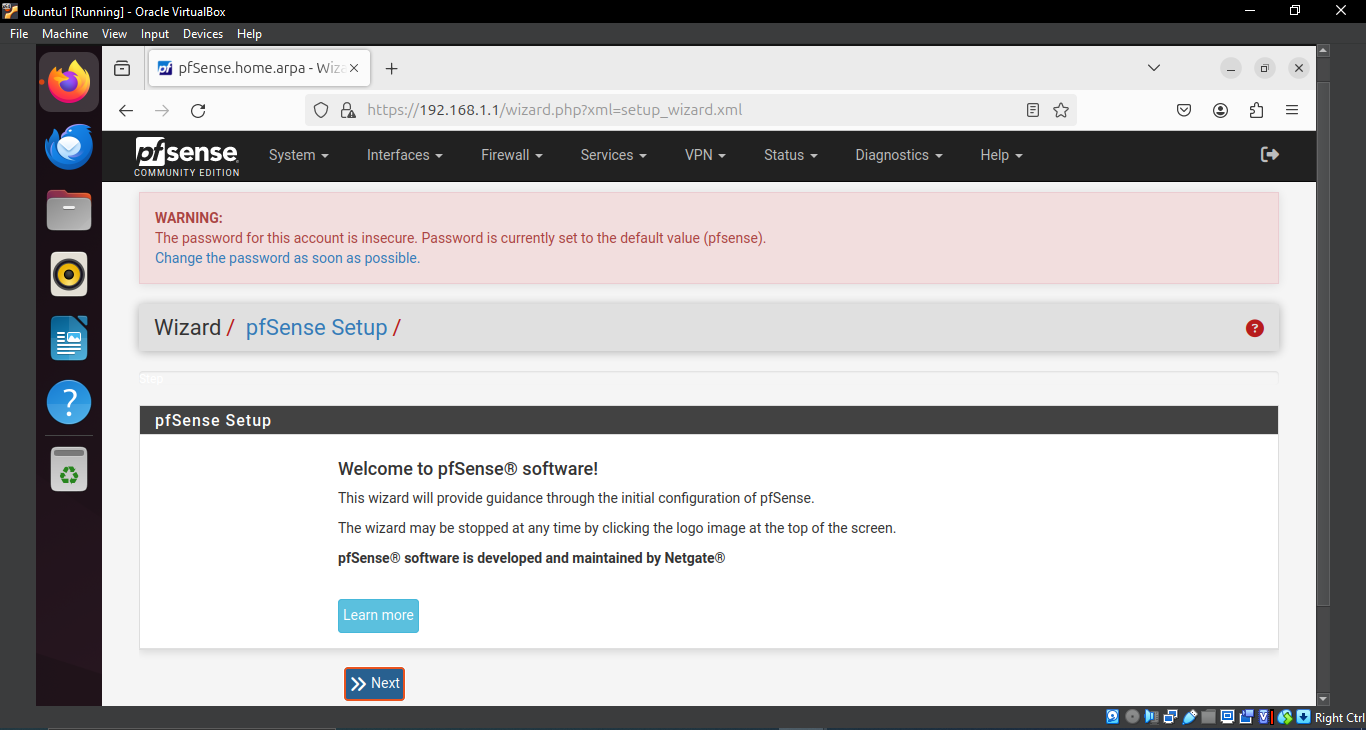 ubuntu1 [Running] - Oracle VirtualBox
File Machine View Input Devices Help
pfSense.home.arpa - Wiza
https://192.168.1.1/wizard.php?xml=setup_wizard.xml
pfsense
COMMUNITY EDITION
System Interfaces Firewall Services VPN Status Diagnostics Help
WARNING:
The password for this account is insecure. Password is currently set to the default value (pfsense).
Change the password as soon as possible.
Wizard / pfSense Setup /
Step
pfSense Setup
Welcome to pfSense® software!
This wizard will provide guidance through the initial configuration of pfSense.
The wizard may be stopped at any time by clicking the logo image at the top of the screen.
pfSense® software is developed and maintained by Netgate®
Learn more
Next
Right Ctrl